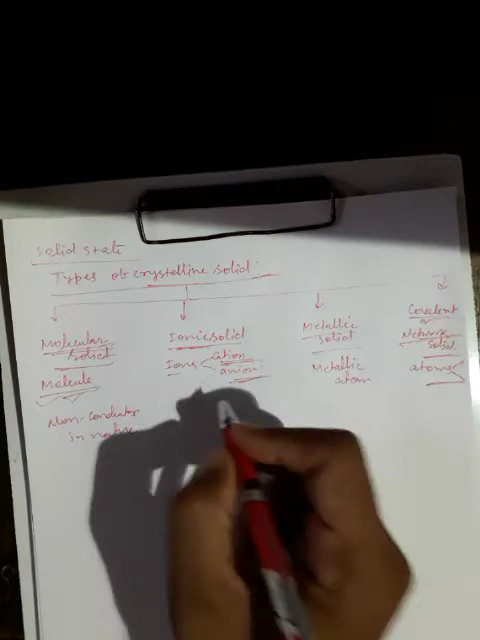 Solid State
Types of crystalline solid
Molecular
solid
Molecule
Non-Conductor
in nature
Ionic solid
Ions
Cation
anion
Metallic
solid
Metallic
atom
Covalent
or
Network
solid
atoms